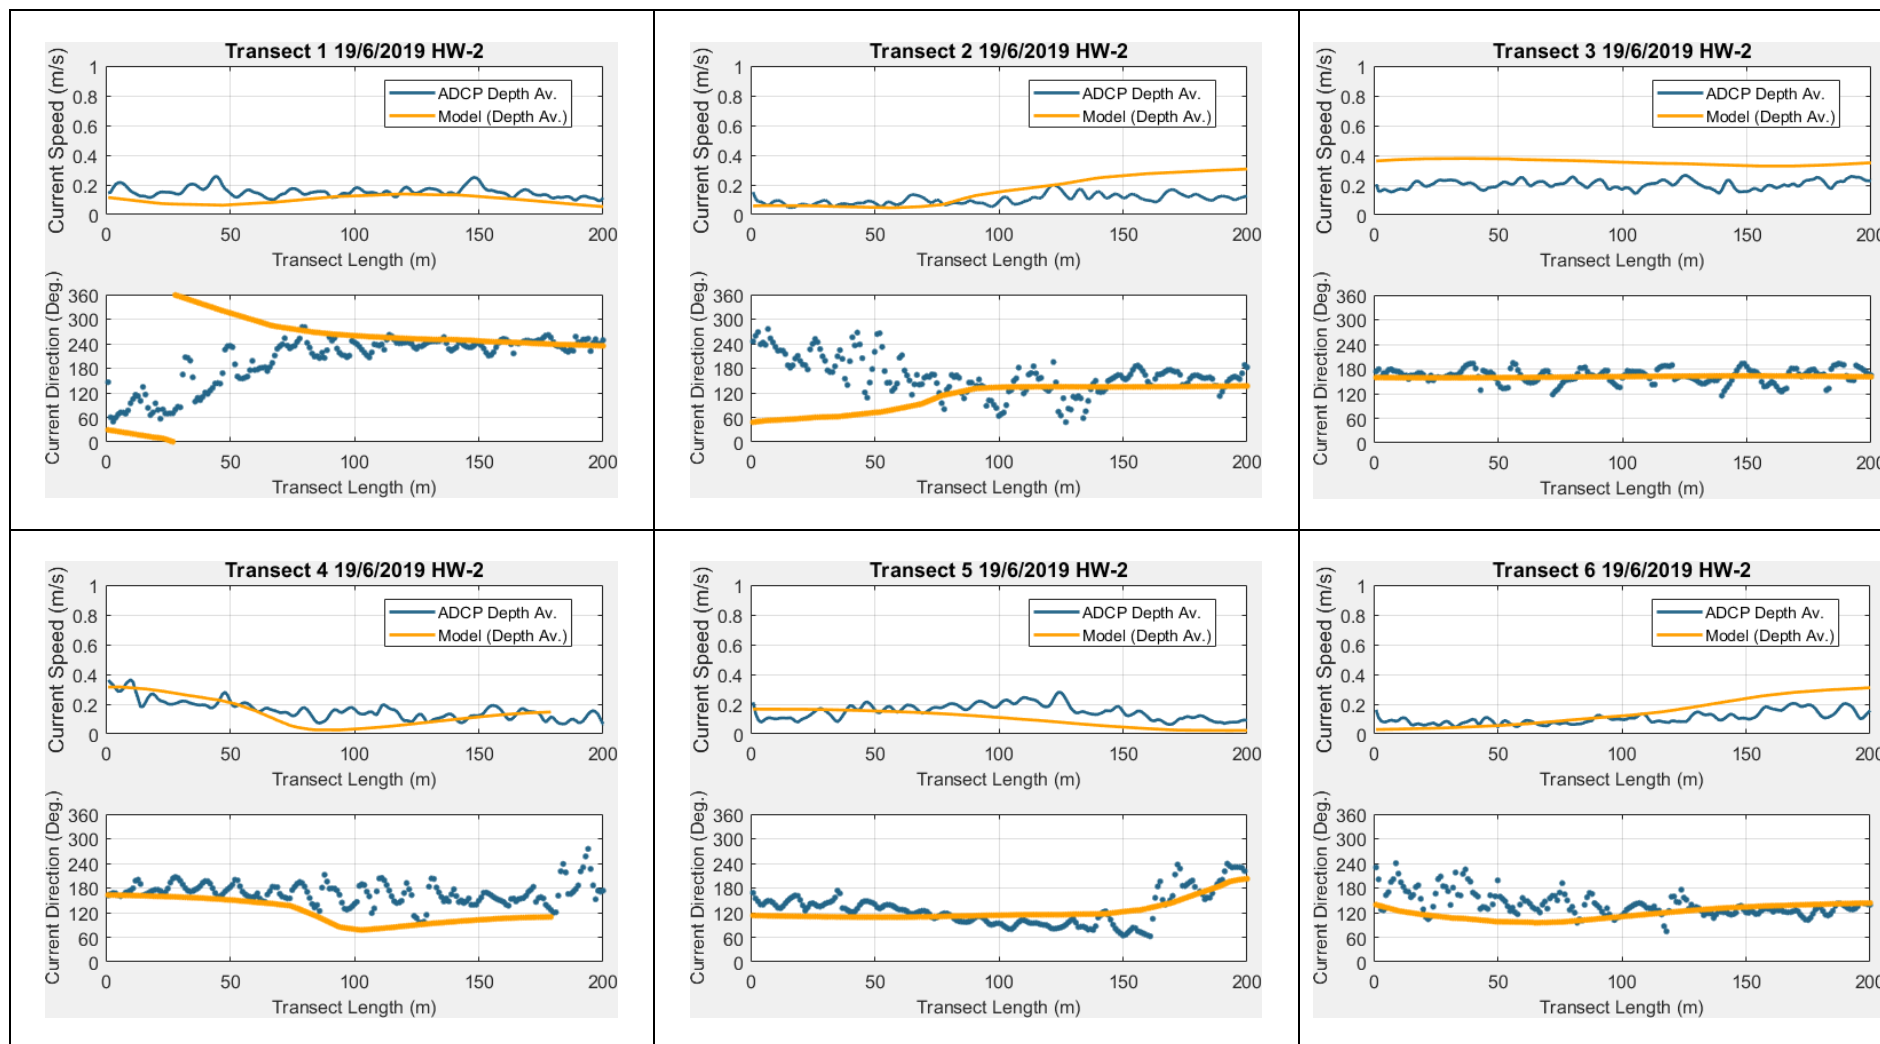 Transect 1 19/6/2019 HW-2
Current Speed (m/s)
1
0.8
0.6
0.4
0.2
0
ADCP Depth Av.
Model (Depth Av.)
0 50 100 150 200
Transect Length (m)
Current Direction (Deg.)
360
300
240
180
120
60
0
0 50 100 150 200
Transect Length (m)
Transect 2 19/6/2019 HW-2
Current Speed (m/s)
1
0.8
0.6
0.4
0.2
0
ADCP Depth Av.
Model (Depth Av.)
0 50 100 150 200
Transect Length (m)
Current Direction (Deg.)
360
300
240
180
120
60
0
0 50 100 150 200
Transect Length (m)
Transect 3 19/6/2019 HW-2
Current Speed (m/s)
1
0.8
0.6
0.4
0.2
0
ADCP Depth Av.
Model (Depth Av.)
0 50 100 150 200
Transect Length (m)
Current Direction (Deg.)
360
300
240
180
120
60
0
0 50 100 150 200
Transect Length (m)
Transect 4 19/6/2019 HW-2
Current Speed (m/s)
1
0.8
0.6
0.4
0.2
0
ADCP Depth Av.
Model (Depth Av.)
0 50 100 150 200
Transect Length (m)
Current Direction (Deg.)
360
300
240
180
120
60
0
0 50 100 150 200
Transect Length (m)
Transect 5 19/6/2019 HW-2
Current Speed (m/s)
1
0.8
0.6
0.4
0.2
0
ADCP Depth Av.
Model (Depth Av.)
0 50 100 150 200
Transect Length (m)
Current Direction (Deg.)
360
300
240
180
120
60
0
0 50 100 150 200
Transect Length (m)
Transect 6 19/6/2019 HW-2
Current Speed (m/s)
1
0.8
0.6
0.4
0.2
0
ADCP Depth Av.
Model (Depth Av.)
0 50 100 150 200
Transect Length (m)
Current Direction (Deg.)
360
300
240
180
120
60
0
0 50 100 150 200
Transect Length (m)